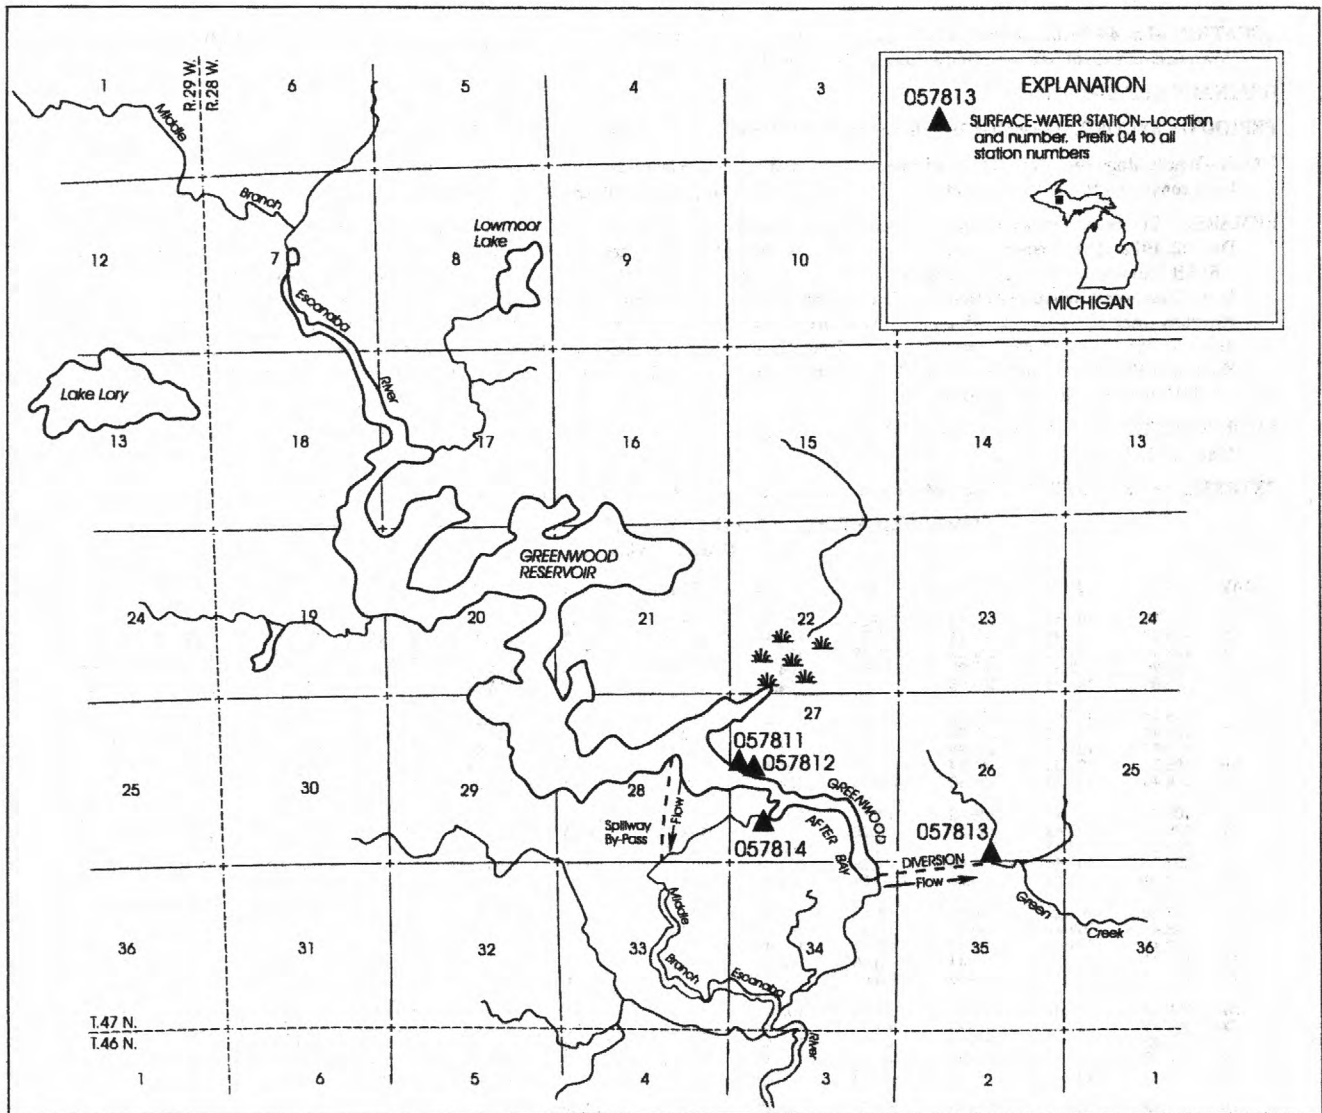 R.29 W.
R.28 W.
1
6
5
4
3
EXPLANATION
057813
SURFACE-WATER STATION--Location
and number. Prefix 04 to all
station numbers
MICHIGAN
Middle
Branch
Lowmoor
Lake
12
7
8
9
10
Escanaba
River
Lake Lory
13
18
17
16
15
14
13
GREENWOOD
RESERVOIR
24
19
20
21
22
23
24
27
057811
057812
25
30
29
28
26
25
GREENWOOD
AFTER
BAY
Spillway
By-Pass
Flow
057814
057813
DIVERSION
Flow
Green
Creek
Middle
Branch
Escanaba
River
36
31
32
33
34
35
36
T.47 N.
T.46 N.
1
6
5
4
3
2
1